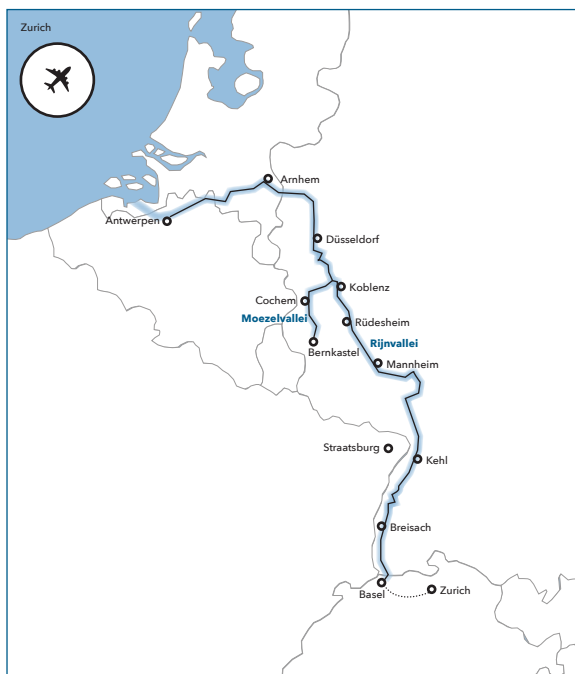 Zurich
Arnhem
Antwerpen
Düsseldorf
Koblenz
Cochem
Moezelvallei
Rüdesheim
Rijnvallei
Bernkastel
Mannheim
Straatsburg
Kehl
Breisach
Basel
Zurich